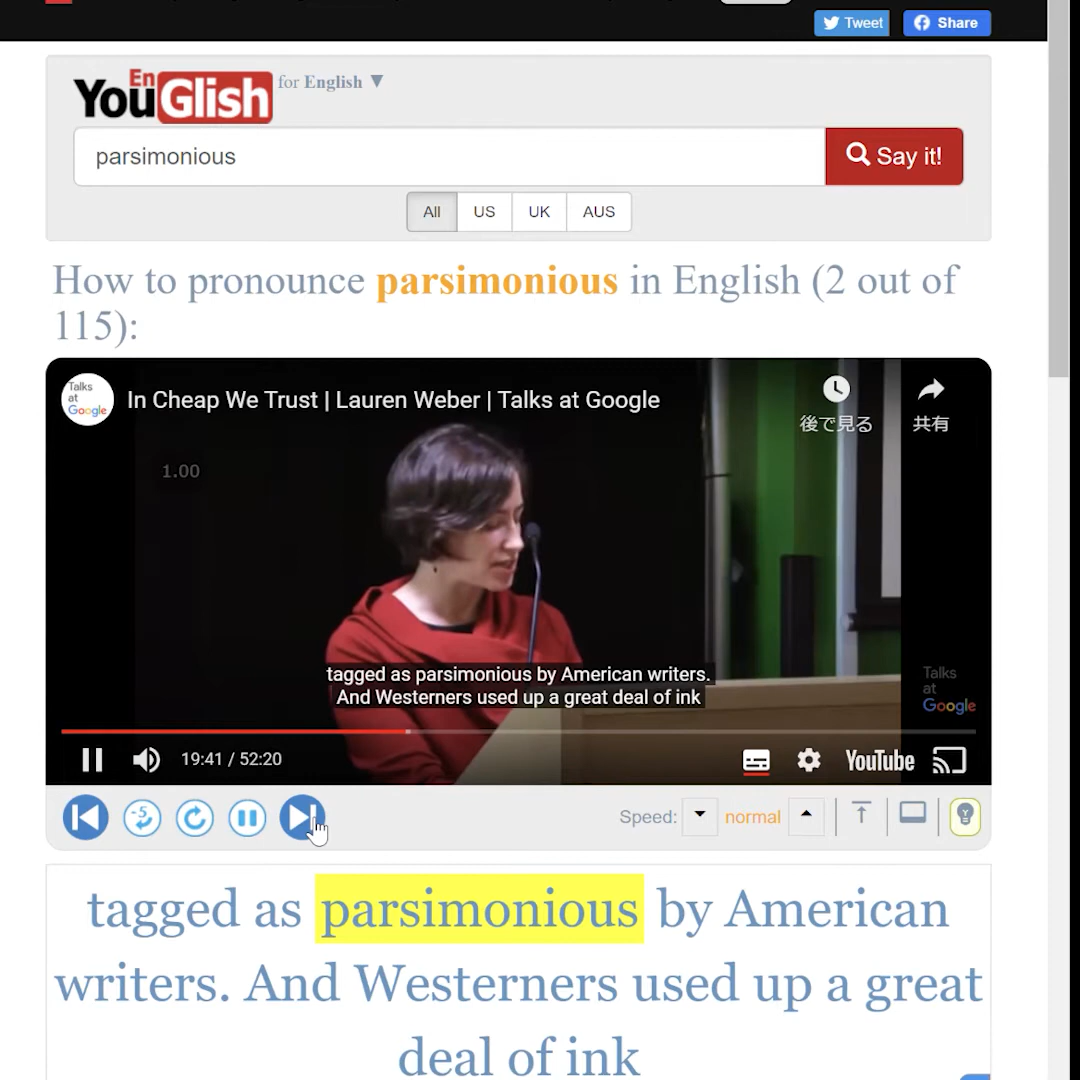 Tweet
Share
YouGlish
En
for English ▼
parsimonious
Say it!
All
US
UK
AUS
How to pronounce parsimonious in English (2 out of
115):
Talks
at
Google
In Cheap We Trust | Lauren Weber | Talks at Google
後で見る
共有
1.00
tagged as parsimonious by American writers.
And Westerners used up a great deal of ink
Talks
at
Google
19:41 / 52:20
YouTube
-5
Speed:
normal
tagged as parsimonious by American
writers. And Westerners used up a great
deal of ink